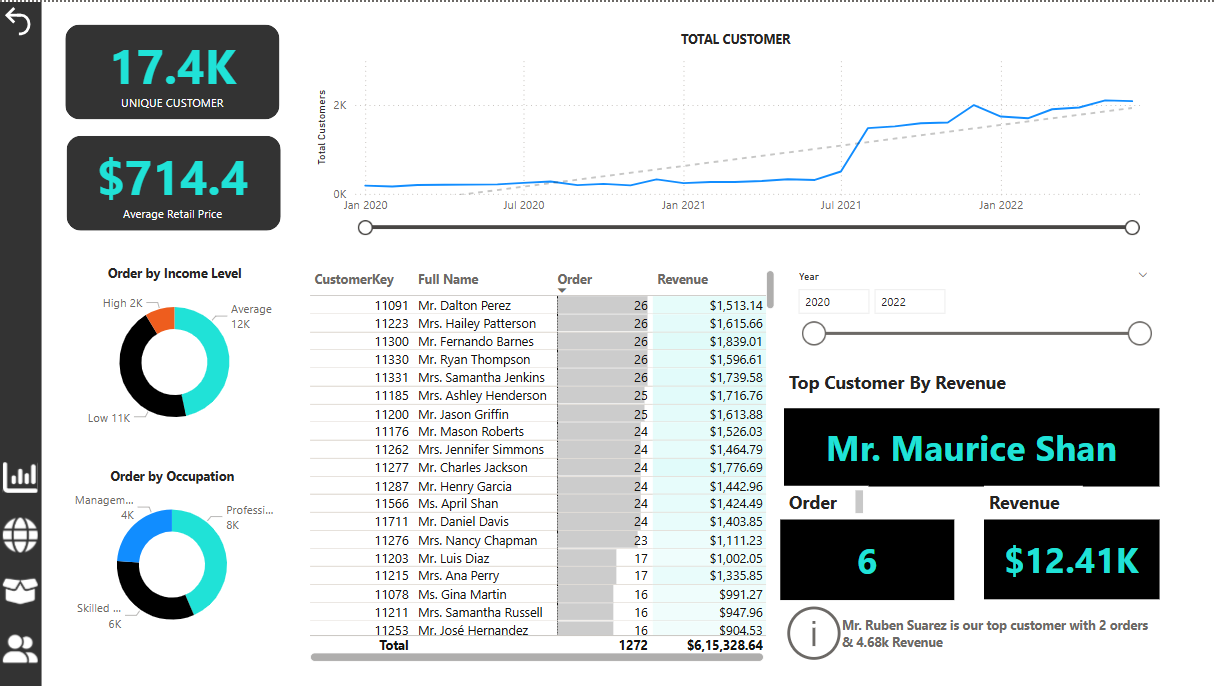 17.4K
UNIQUE CUSTOMER
$714.4
Average Retail Price
TOTAL CUSTOMER
Total Customers
2K
0K
Jan 2020
Jul 2020
Jan 2021
Jul 2021
Jan 2022
Order by Income Level
High 2K
Average
12K
Low 11K
Order by Occupation
Managem...
4K
Professi...
8K
Skilled ...
6K
CustomerKey Full Name Order Revenue
11091 Mr. Dalton Perez 26 $1,513.14
11223 Mrs. Hailey Patterson 26 $1,615.66
11300 Mr. Fernando Barnes 26 $1,839.01
11330 Mr. Ryan Thompson 26 $1,596.61
11331 Mrs. Samantha Jenkins 26 $1,739.58
11185 Mrs. Ashley Henderson 25 $1,716.76
11200 Mr. Jason Griffin 25 $1,613.88
11176 Mr. Mason Roberts 24 $1,526.03
11262 Mrs. Jennifer Simmons 24 $1,464.79
11277 Mr. Charles Jackson 24 $1,776.69
11287 Mr. Henry Garcia 24 $1,442.96
11566 Ms. April Shan 24 $1,424.49
11711 Mr. Daniel Davis 24 $1,403.85
11276 Mrs. Nancy Chapman 23 $1,111.23
11203 Mr. Luis Diaz 17 $1,002.05
11215 Mrs. Ana Perry 17 $1,335.85
11078 Ms. Gina Martin 16 $991.27
11211 Mrs. Samantha Russell 16 $947.96
11253 Mr. José Hernandez 16 $904.53
Total 1272 $6,15,328.64
Year
2020 2022
Top Customer By Revenue
Mr. Maurice Shan
Order Revenue
6 $12.41K
Mr. Ruben Suarez is our top customer with 2 orders
& 4.68k Revenue